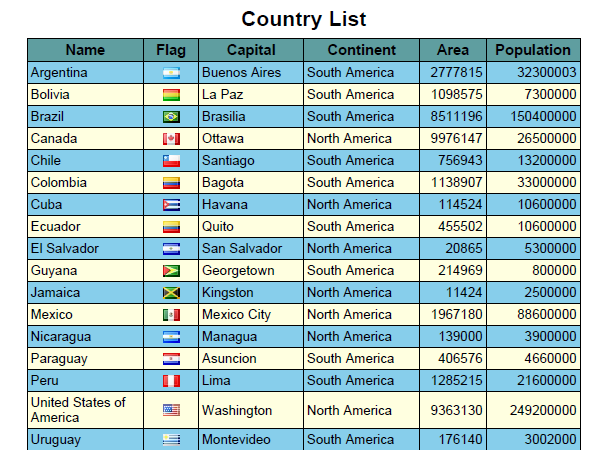 Country List
Name Flag Capital Continent Area Population
Argentina Buenos Aires South America 2777815 32300003
Bolivia La Paz South America 1098575 7300000
Brazil Brasilia South America 8511196 150400000
Canada Ottawa North America 9976147 26500000
Chile Santiago South America 756943 13200000
Colombia Bagota South America 1138907 33000000
Cuba Havana North America 114524 10600000
Ecuador Quito South America 455502 10600000
El Salvador San Salvador North America 20865 5300000
Guyana Georgetown South America 214969 800000
Jamaica Kingston North America 11424 2500000
Mexico Mexico City North America 1967180 88600000
Nicaragua Managua North America 139000 3900000
Paraguay Asuncion South America 406576 4660000
Peru Lima South America 1285215 21600000
United States of
America Washington North America 9363130 249200000
Uruguay Montevideo South America 176140 3002000